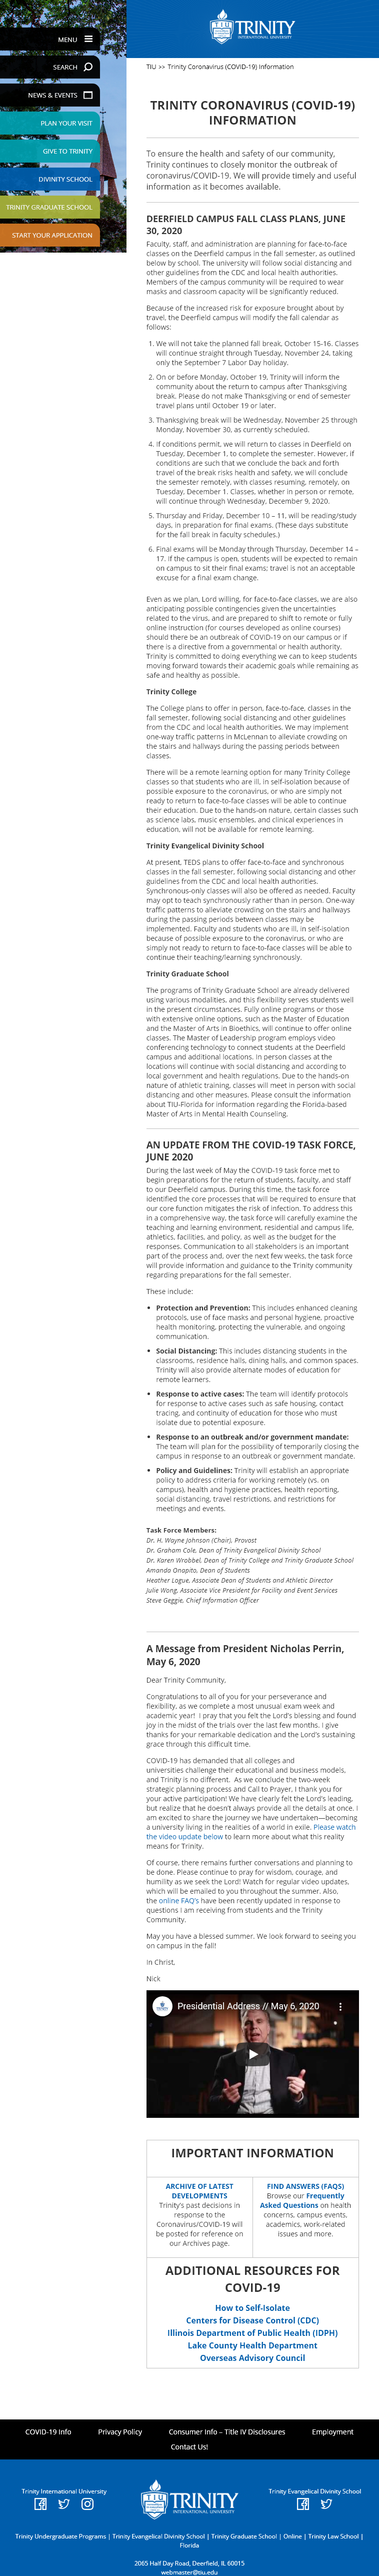 MENU
SEARCH
NEWS & EVENTS
PLAN YOUR VISIT
GIVE TO TRINITY
DIVINITY SCHOOL
TRINITY GRADUATE SCHOOL
START YOUR APPLICATION
TRINITY
INTERNATIONAL UNIVERSITY
TIU >> Trinity Coronavirus (COVID-19) Information
TRINITY CORONAVIRUS (COVID-19)
INFORMATION
To ensure the health and safety of our community,
Trinity continues to closely monitor the outbreak of
coronavirus/COVID-19. We will provide timely and useful
information as it becomes available.
DEERFIELD CAMPUS FALL CLASS PLANS, JUNE
30, 2020
Faculty, staff, and administration are planning for face-to-face
classes on the Deerfield campus in the fall semester, as outlined
below by school. The university will follow social distancing and
other guidelines from the CDC and local health authorities.
Members of the campus community will be required to wear
masks and classroom capacity will be significantly reduced.
Because of the increased risk for exposure brought about by
travel, the Deerfield campus will modify the fall calendar as
follows:
1. We will not take the planned fall break, October 15-16. Classes
will continue straight through Tuesday, November 24, taking
only the September 7 Labor Day holiday.
2. On or before Monday, October 19, Trinity will inform the
community about the return to campus after Thanksgiving
break. Please do not make Thanksgiving or end of semester
travel plans until October 19 or later.
3. Thanksgiving break will be Wednesday, November 25 through
Monday, November 30, as currently scheduled.
4. If conditions permit, we will return to classes in Deerfield on
Tuesday, December 1, to complete the semester. However, if
conditions are such that we conclude the back and forth
travel of the break risks health and safety, we will conclude
the semester remotely, with classes resuming, remotely, on
Tuesday, December 1. Classes, whether in person or remote,
will continue through Wednesday, December 9, 2020.
5. Thursday and Friday, December 10 – 11, will be reading/study
days, in preparation for final exams. (These days substitute
for the fall break in faculty schedules.)
6. Final exams will be Monday through Thursday, December 14 –
17. If the campus is open, students will be expected to remain
on campus to sit their final exams; travel is not an acceptable
excuse for a final exam change.
Even as we plan, Lord willing, for face-to-face classes, we are also
anticipating possible contingencies given the uncertainties
related to the virus, and are prepared to shift to remote or fully
online instruction (for courses developed as online courses)
should there be an outbreak of COVID-19 on our campus or if
there is a directive from a governmental or health authority.
Trinity is committed to doing everything we can to keep students
moving forward towards their academic goals while remaining as
safe and healthy as possible.
Trinity College
The College plans to offer in person, face-to-face, classes in the
fall semester, following social distancing and other guidelines
from the CDC and local health authorities. We may implement
one-way traffic patterns in McLennan to alleviate crowding on
the stairs and hallways during the passing periods between
classes.
There will be a remote learning option for many Trinity College
classes so that students who are ill, in self-isolation because of
possible exposure to the coronavirus, or who are simply not
ready to return to face-to-face classes will be able to continue
their education. Due to the hands-on nature, certain classes such
as science labs, music ensembles, and clinical experiences in
education, will not be available for remote learning.
Trinity Evangelical Divinity School
At present, TEDS plans to offer face-to-face and synchronous
classes in the fall semester, following social distancing and other
guidelines from the CDC and local health authorities.
Synchronous-only classes will also be offered as needed. Faculty
may opt to teach synchronously rather than in person. One-way
traffic patterns to alleviate crowding on the stairs and hallways
during the passing periods between classes may be
implemented. Faculty and students who are ill, in self-isolation
because of possible exposure to the coronavirus, or who are
simply not ready to return to face-to-face classes will be able to
continue their teaching/learning synchronously.
Trinity Graduate School
The programs of Trinity Graduate School are already delivered
using various modalities, and this flexibility serves students well
in the present circumstances. Fully online programs or those
with extensive online options, such as the Master of Education
and the Master of Arts in Bioethics, will continue to offer online
classes. The Master of Leadership program employs video
conferencing technology to connect students at the Deerfield
campus and additional locations. In person classes at the
locations will continue with social distancing and according to
local government and health regulations. Due to the hands-on
nature of athletic training, classes will meet in person with social
distancing and other measures. Please consult the information
about TIU-Florida for information regarding the Florida-based
Master of Arts in Mental Health Counseling.
AN UPDATE FROM THE COVID-19 TASK FORCE,
JUNE 2020
During the last week of May the COVID-19 task force met to
begin preparations for the return of students, faculty, and staff
to our Deerfield campus. During this time, the task force
identified the core processes that will be required to ensure that
our core function mitigates the risk of infection. To address this
in a comprehensive way, the task force will carefully examine the
teaching and learning environment, residential and campus life,
athletics, facilities, and policy, as well as the budget for the
responses. Communication to all stakeholders is an important
part of the process and, over the next few weeks, the task force
will provide information and guidance to the Trinity community
regarding preparations for the fall semester.
These include:
• Protection and Prevention: This includes enhanced cleaning
protocols, use of face masks and personal hygiene, proactive
health monitoring, protecting the vulnerable, and ongoing
communication.
• Social Distancing: This includes distancing students in the
classrooms, residence halls, dining halls, and common spaces.
Trinity will also provide alternate modes of education for
remote learners.
• Response to active cases: The team will identify protocols
for response to active cases such as safe housing, contact
tracing, and continuity of education for those who must
isolate due to potential exposure.
• Response to an outbreak and/or government mandate:
The team will plan for the possibility of temporarily closing the
campus in response to an outbreak or government mandate.
• Policy and Guidelines: Trinity will establish an appropriate
policy to address criteria for working remotely (vs. on
campus), health and hygiene practices, health reporting,
social distancing, travel restrictions, and restrictions for
meetings and events.
Task Force Members:
Dr. H. Wayne Johnson (Chair), Provost
Dr. Graham Cole, Dean of Trinity Evangelical Divinity School
Dr. Karen Wrobbel, Dean of Trinity College and Trinity Graduate School
Amanda Onapito, Dean of Students
Heather Logue, Associate Dean of Students and Athletic Director
Julie Wong, Associate Vice President for Facility and Event Services
Steve Geggie, Chief Information Officer
A Message from President Nicholas Perrin,
May 6, 2020
Dear Trinity Community,
Congratulations to all of you for your perseverance and
flexibility, as we complete a most unusual exam week and
academic year!  I pray that you felt the Lord's blessing and found
joy in the midst of the trials over the last few months. I give
thanks for your remarkable dedication and the Lord's sustaining
grace through this difficult time.
COVID-19 has demanded that all colleges and
universities challenge their educational and business models,
and Trinity is no different.  As we conclude the two-week
strategic planning process and Call to Prayer, I thank you for
your active participation! We have clearly felt the Lord's leading,
but realize that he doesn't always provide all the details at once. I
am excited to share the journey we have undertaken—becoming
a university living in the realities of a world in exile. Please watch
the video update below to learn more about what this reality
means for Trinity.
Of course, there remain further conversations and planning to
be done. Please continue to pray for wisdom, courage, and
humility as we seek the Lord! Watch for regular video updates,
which will be emailed to you throughout the summer. Also,
the online FAQ's have been recently updated in response to
questions I am receiving from students and the Trinity
Community.
May you have a blessed summer. We look forward to seeing you
on campus in the fall!
In Christ,
Nick
Presidential Address // May 6, 2020
IMPORTANT INFORMATION
ARCHIVE OF LATEST
DEVELOPMENTS
Trinity's past decisions in
response to the
Coronavirus/COVID-19 will
be posted for reference on
our Archives page.
FIND ANSWERS (FAQS)
Browse our Frequently
Asked Questions on health
concerns, campus events,
academics, work-related
issues and more.
ADDITIONAL RESOURCES FOR
COVID-19
How to Self-Isolate
Centers for Disease Control (CDC)
Illinois Department of Public Health (IDPH)
Lake County Health Department
Overseas Advisory Council
COVID-19 Info
Privacy Policy
Consumer Info – Title IV Disclosures
Employment
Contact Us!
Trinity International University
TRINITY
INTERNATIONAL UNIVERSITY
Trinity Evangelical Divinity School
Trinity Undergraduate Programs | Trinity Evangelical Divinity School | Trinity Graduate School | Online | Trinity Law School |
Florida
2065 Half Day Road, Deerfield, IL 60015
webmaster@tiu.edu